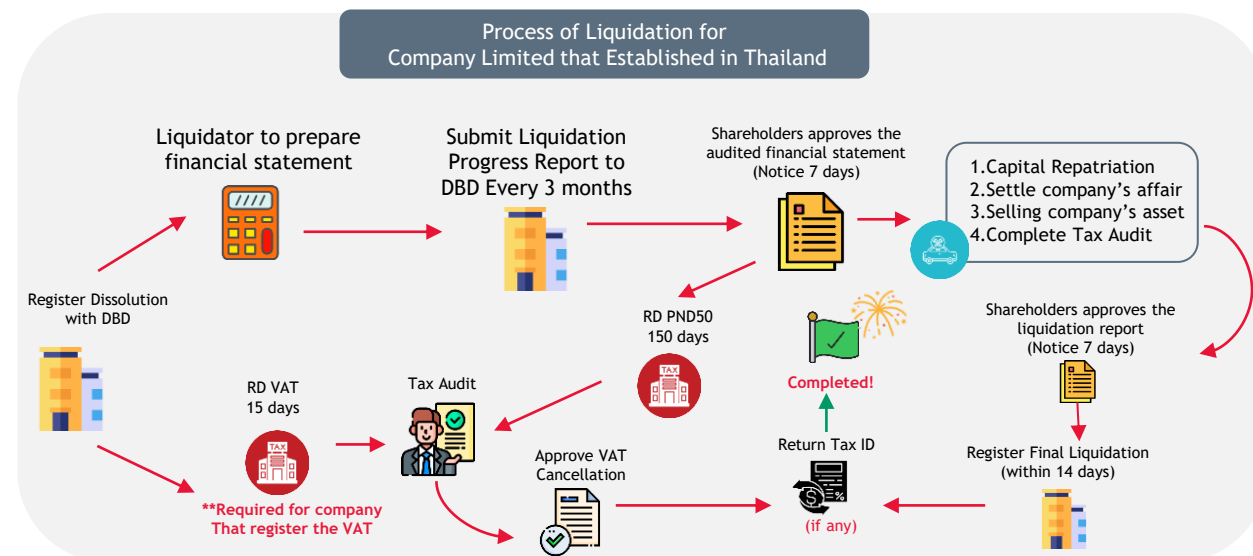 Process of Liquidation for
Company Limited that Established in Thailand
Liquidator to prepare
financial statement
Submit Liquidation
Progress Report to
DBD Every 3 months
Shareholders approves the
audited financial statement
(Notice 7 days)
1.Capital Repatriation
2.Settle company’s affair
3.Selling company’s asset
4.Complete Tax Audit
Register Dissolution
with DBD
RD PND50
150 days
TAX
Shareholders approves the
liquidation report
(Notice 7 days)
Completed!
RD VAT
15 days
TAX
**Required for company
That register the VAT
Tax Audit
Approve VAT
Cancellation
Return Tax ID
(if any)
Register Final Liquidation
(within 14 days)